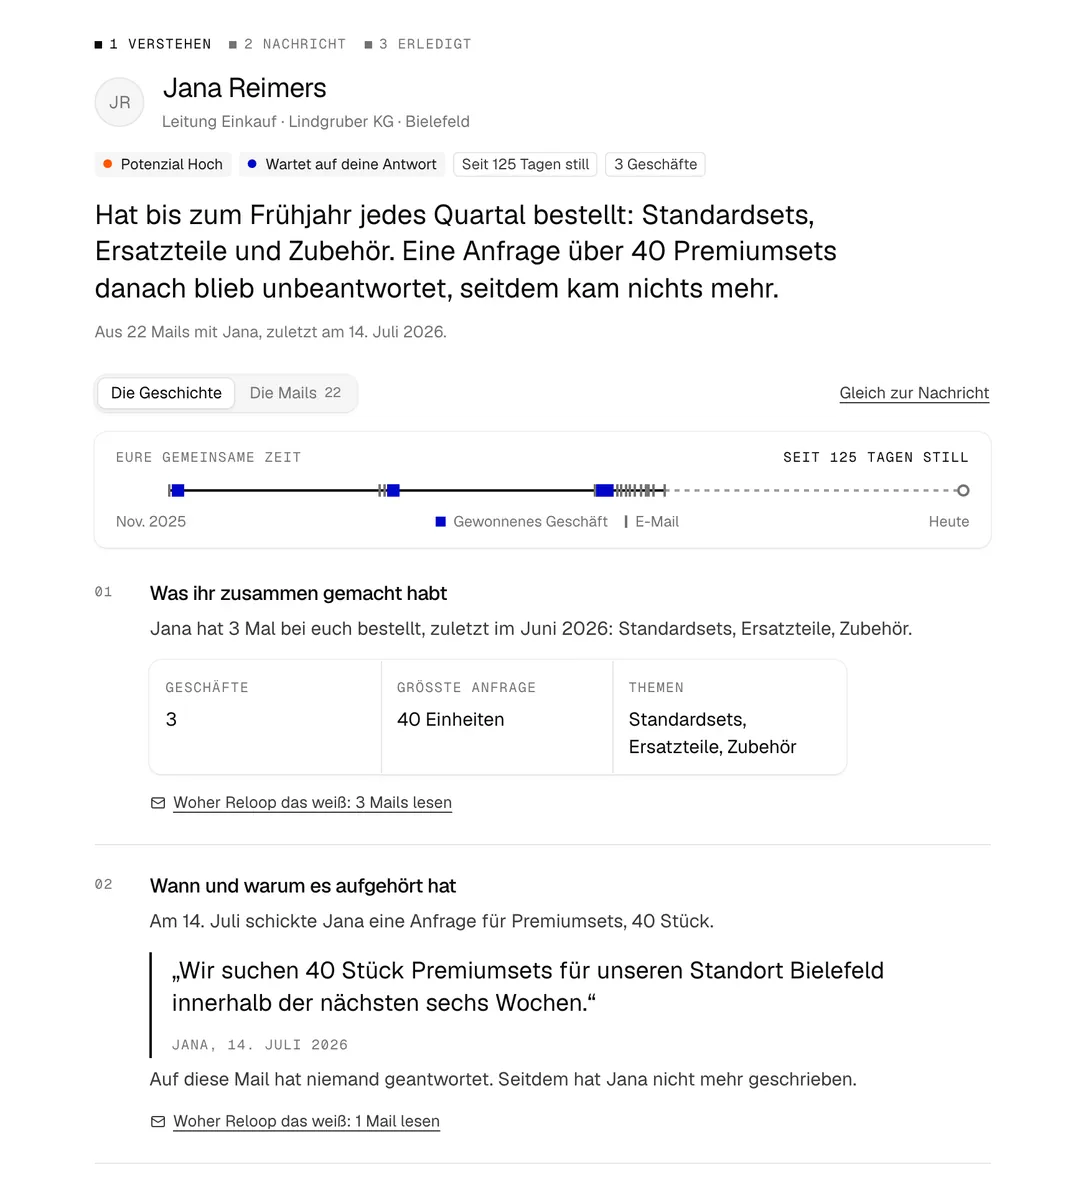 1 VERSTEHEN 2 NACHRICHT 3 ERLEDIGT
JR
Jana Reimers
Leitung Einkauf · Lindgruber KG · Bielefeld
Potenzial Hoch Wartet auf deine Antwort Seit 125 Tagen still 3 Geschäfte
Hat bis zum Frühjahr jedes Quartal bestellt: Standardsets,
Ersatzteile und Zubehör. Eine Anfrage über 40 Premiumsets
danach blieb unbeantwortet, seitdem kam nichts mehr.
Aus 22 Mails mit Jana, zuletzt am 14. Juli 2026.
Die Geschichte Die Mails 22 Gleich zur Nachricht
EURE GEMEINSAME ZEIT SEIT 125 TAGEN STILL
Nov. 2025 Gewonnenes Geschäft E-Mail Heute
01 Was ihr zusammen gemacht habt
Jana hat 3 Mal bei euch bestellt, zuletzt im Juni 2026: Standardsets, Ersatzteile, Zubehör.
GESCHÄFTE GRÖSSTE ANFRAGE THEMEN
3 40 Einheiten Standardsets,
Ersatzteile, Zubehör
Woher Reloop das weiß: 3 Mails lesen
02 Wann und warum es aufgehört hat
Am 14. Juli schickte Jana eine Anfrage für Premiumsets, 40 Stück.
„Wir suchen 40 Stück Premiumsets für unseren Standort Bielefeld
innerhalb der nächsten sechs Wochen.“
JANA, 14. JULI 2026
Auf diese Mail hat niemand geantwortet. Seitdem hat Jana nicht mehr geschrieben.
Woher Reloop das weiß: 1 Mail lesen